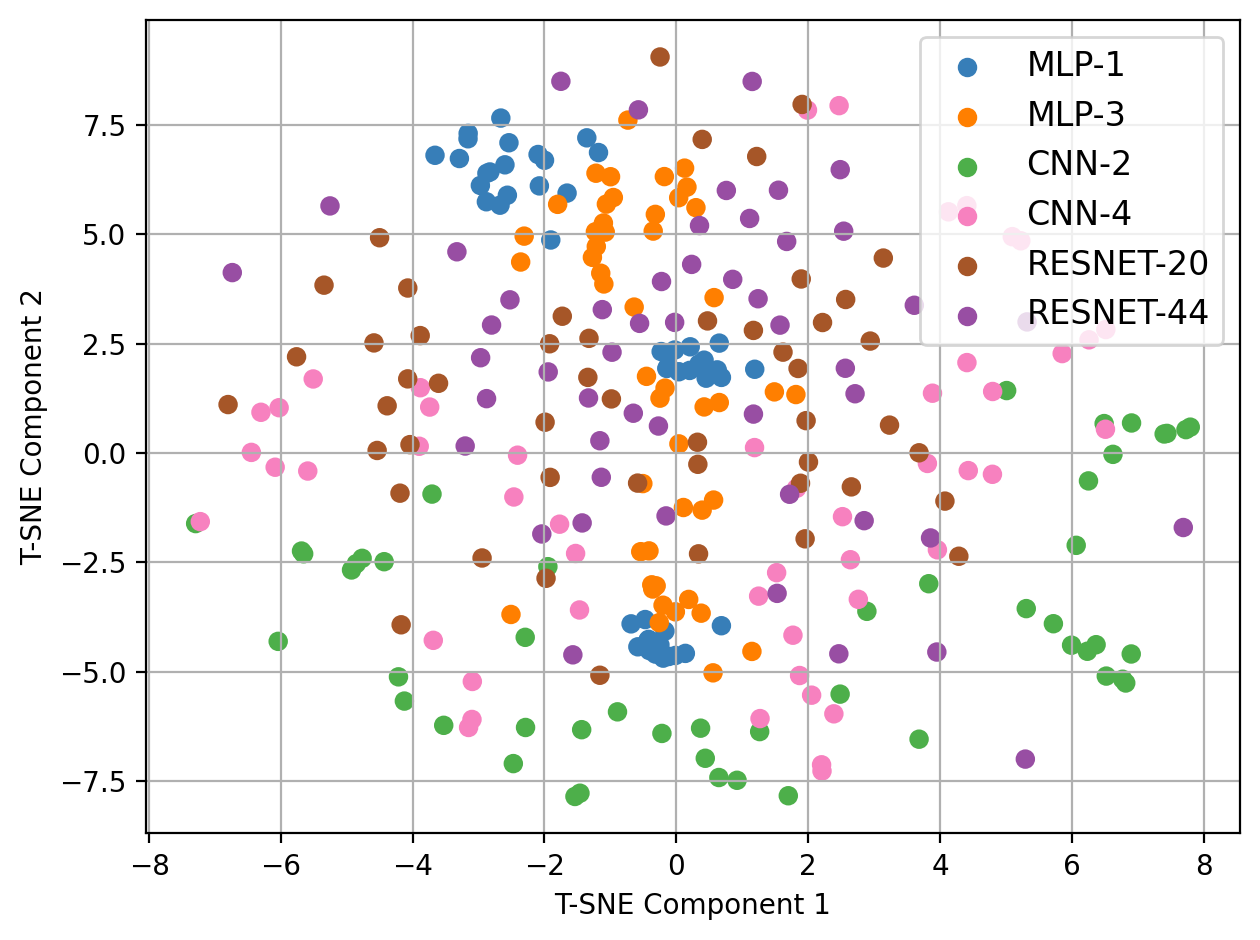 MLP-1
MLP-3
CNN-2
CNN-4
RESNET-20
RESNET-44
7.5
5.0
2.5
0.0
−2.5
−5.0
−7.5
T-SNE Component 2
−8
−6
−4
−2
0
2
4
6
8
T-SNE Component 1